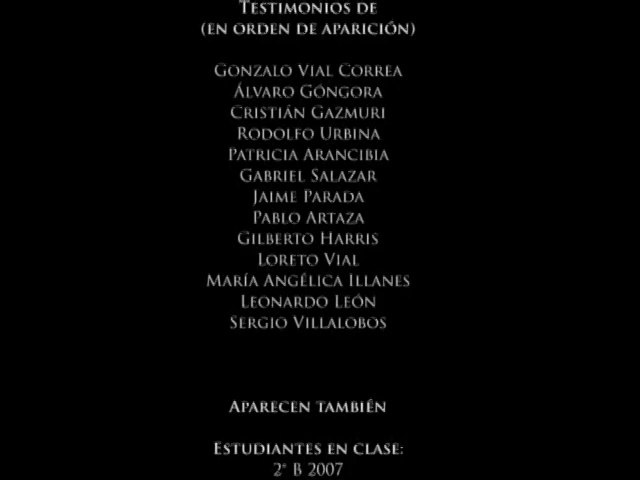 Testimonios de
(en orden de aparición)
Gonzalo Vial Correa
Álvaro Góngora
Cristián Gazmuri
Rodolfo Urbina
Patricia Arancibia
Gabriel Salazar
Jaime Parada
Pablo Artaza
Gilberto Harris
Loreto Vial
María Angélica Illanes
Leonardo León
Sergio Villalobos
Aparecen también
Estudiantes en clase:
2° B 2007